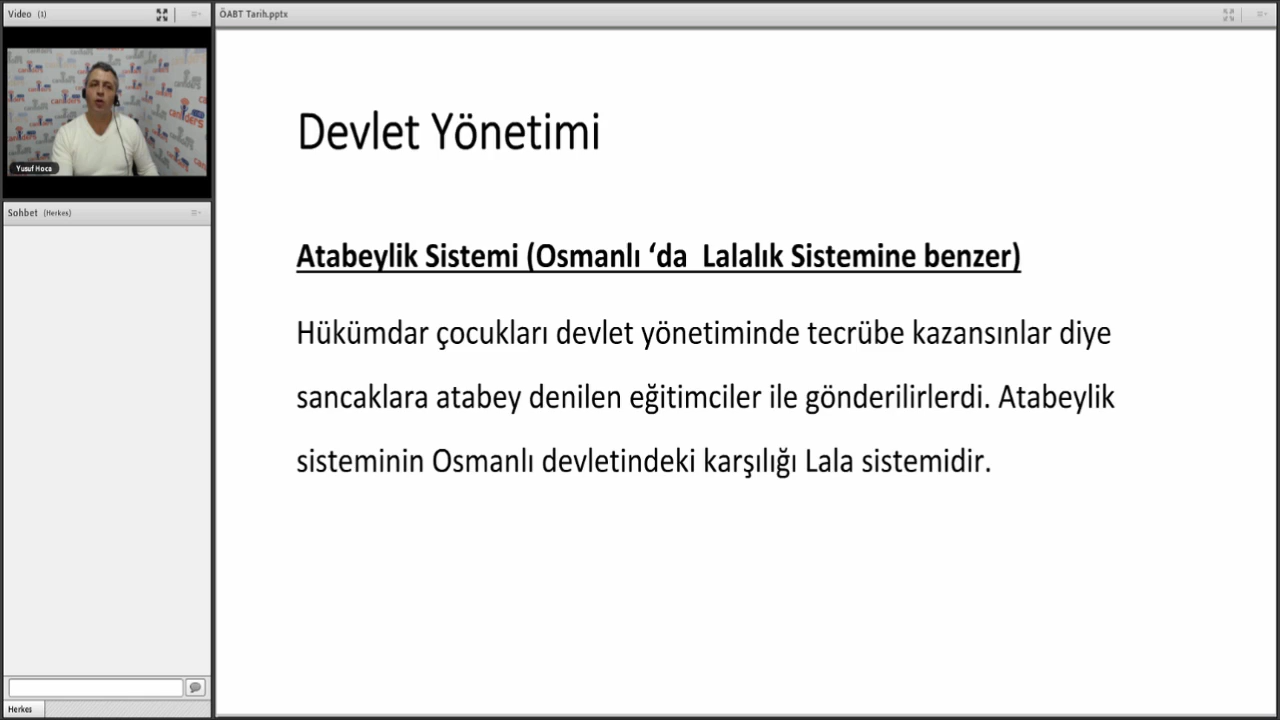 Video (1)
ÖABT Tarih.pptx
canlıders
Yusuf Hoca
Sohbet (Herkes)
Herkes
Devlet Yönetimi
Atabeylik Sistemi (Osmanlı ‘da Lalalık Sistemine benzer)
Hükümdar çocukları devlet yönetiminde tecrübe kazansınlar diye
sancaklara atabey denilen eğitimciler ile gönderilirlerdi. Atabeylik
sisteminin Osmanlı devletindeki karşılığı Lala sistemidir.